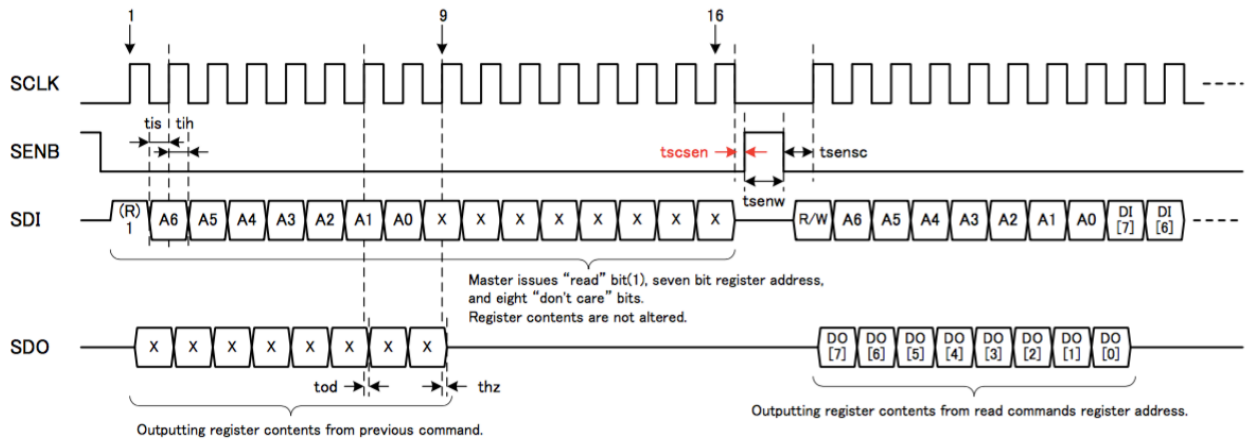 1 9 16
SCLK
tis tih
SENB
tscsen tsensc
tsenw
SDI (R) 1 A6 A5 A4 A3 A2 A1 A0 X X X X X X X X R/W A6 A5 A4 A3 A2 A1 A0 DI [7] DI [6]
Master issues “read” bit(1), seven bit register address,
and eight “don't care” bits.
Register contents are not altered.
SDO X X X X X X X X DO [7] DO [6] DO [5] DO [4] DO [3] DO [2] DO [1] DO [0]
tod thz
Outputting register contents from previous command.
Outputting register contents from read commands register address.